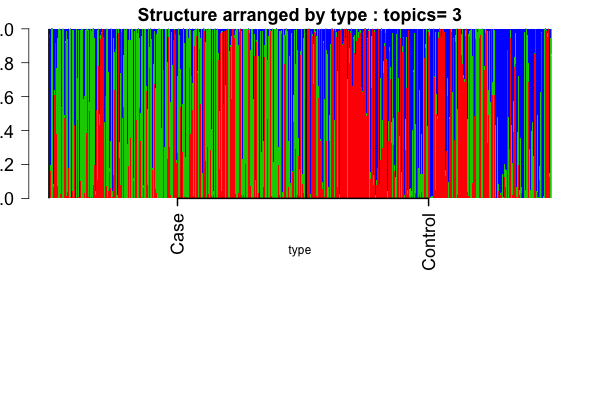 Structure arranged by type : topics= 3
.0
.8
.6
.4
.2
.0
Case
Control
type